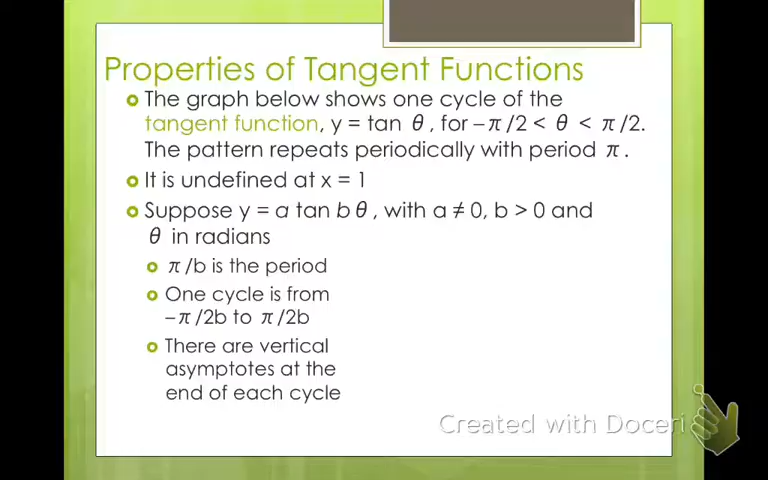 Properties of Tangent Functions
The graph below shows one cycle of the
tangent function, y = tan θ, for –π/2 < θ < π/2.
The pattern repeats periodically with period π.
It is undefined at x = 1
Suppose y = a tan bθ, with a ≠ 0, b > 0 and
θ in radians
π/b is the period
One cycle is from
–π/2b to π/2b
There are vertical
asymptotes at the
end of each cycle
Created with Doceri